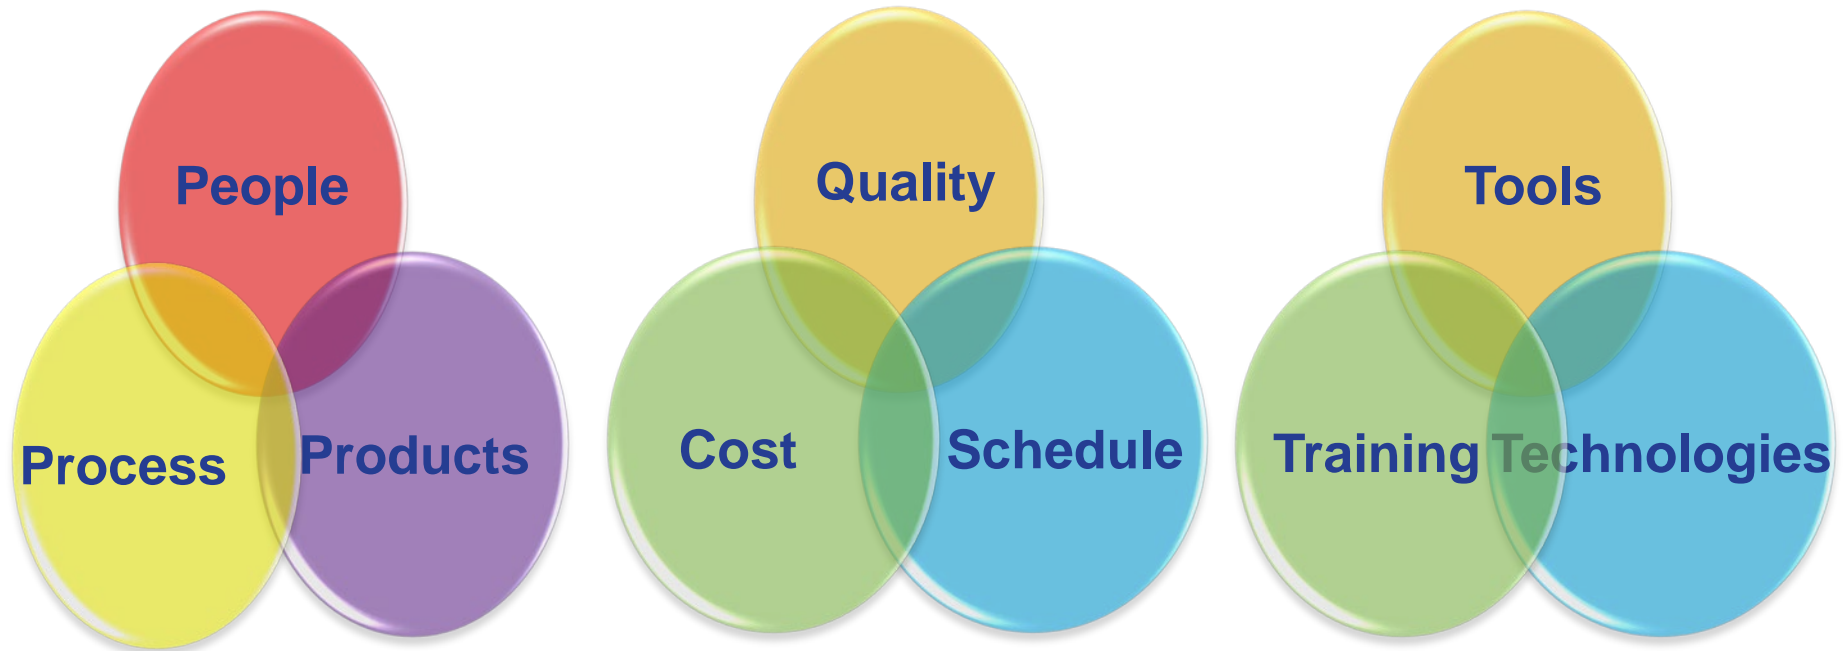 People
Process
Products
Quality
Cost
Schedule
Tools
Training
Technologies